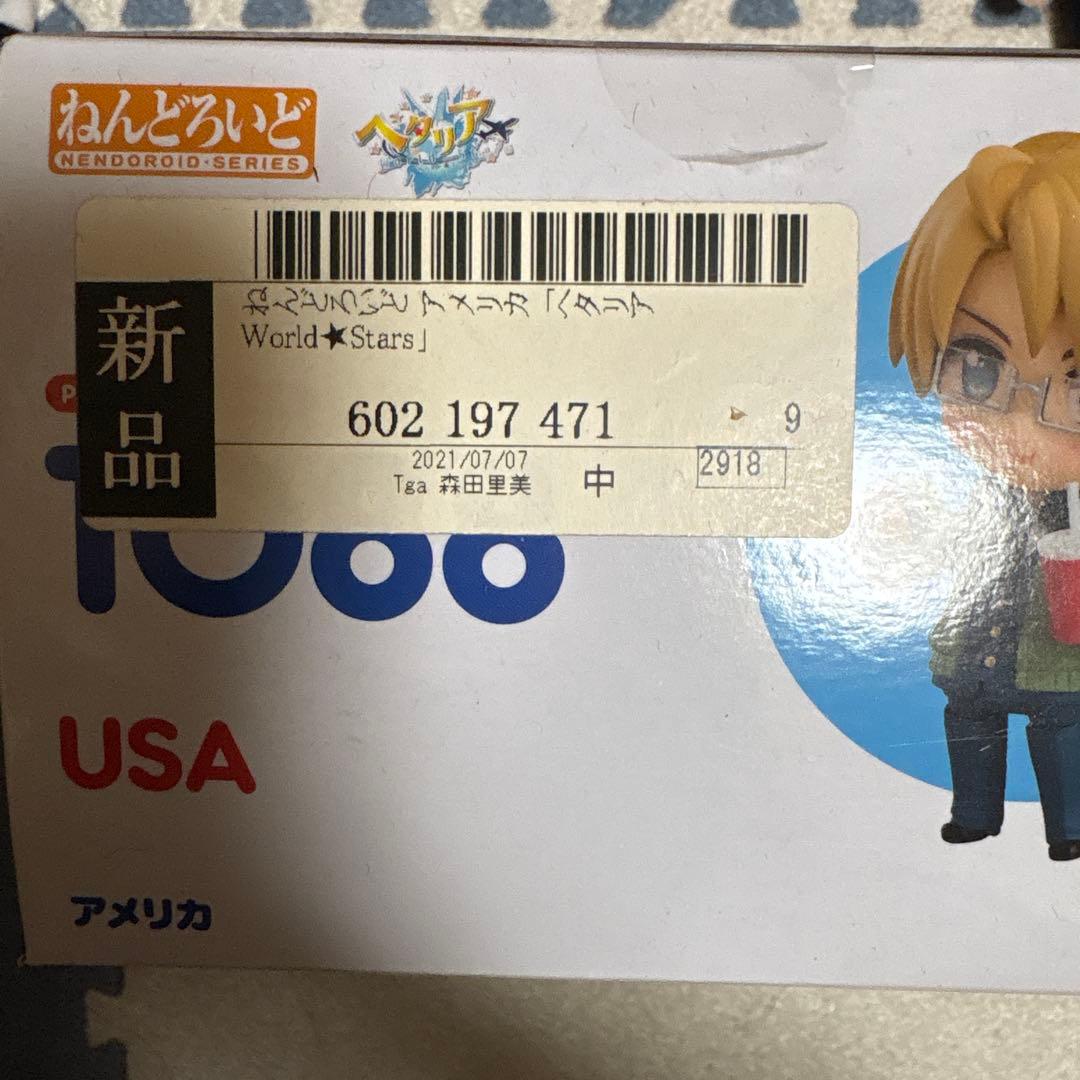 ねんどろいど
NENDOROID・SERIES
ヘタリア
新品
ねんどろいど アメリカ 「ヘタリア
World★Stars」
602 197 471
9
2021/07/07
Tga 森田里美
中
2918
USA
アメリカ